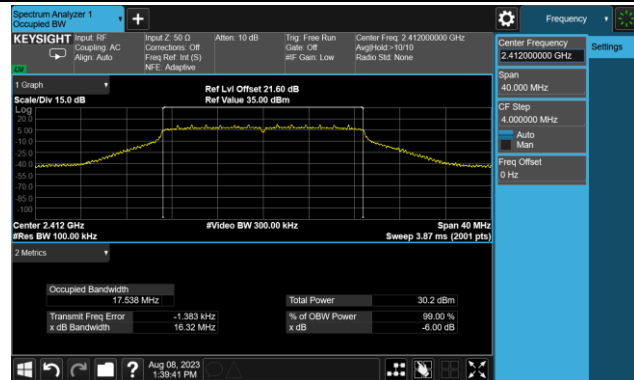 Spectrum Analyzer 1
Occupied BW
Frequency
KEYSIGHT
Input: RF
Coupling: AC
Align: Auto
Input Z: 50 Ω
Corrections: Off
Freq Ref: Int (S)
NFE: Adaptive
Atten: 10 dB
Trig: Free Run
Gate: Off
#IF Gain: Low
Center Freq: 2.412000000 GHz
Avg|Hold:>10/10
Radio Std: None
LXI
Center Frequency
2.412000000 GHz
Settings
Span
40.000 MHz
CF Step
4.000000 MHz
Auto
Man
Freq Offset
0 Hz
1 Graph
Scale/Div 15.0 dB
Ref Lvl Offset 21.60 dB
Ref Value 35.00 dBm
Log
20.0
5.00
-10.0
-25.0
-40.0
-55.0
-70.0
-85.0
-100
Center 2.412 GHz
#Res BW 100.00 kHz
#Video BW 300.00 kHz
Span 40 MHz
Sweep 3.87 ms (2001 pts)
2 Metrics
Occupied Bandwidth
17.538 MHz
Total Power 30.2 dBm
Transmit Freq Error -1.383 kHz
% of OBW Power 99.00 %
x dB Bandwidth 16.32 MHz
x dB -6.00 dB
Aug 08, 2023
1:39:41 PM